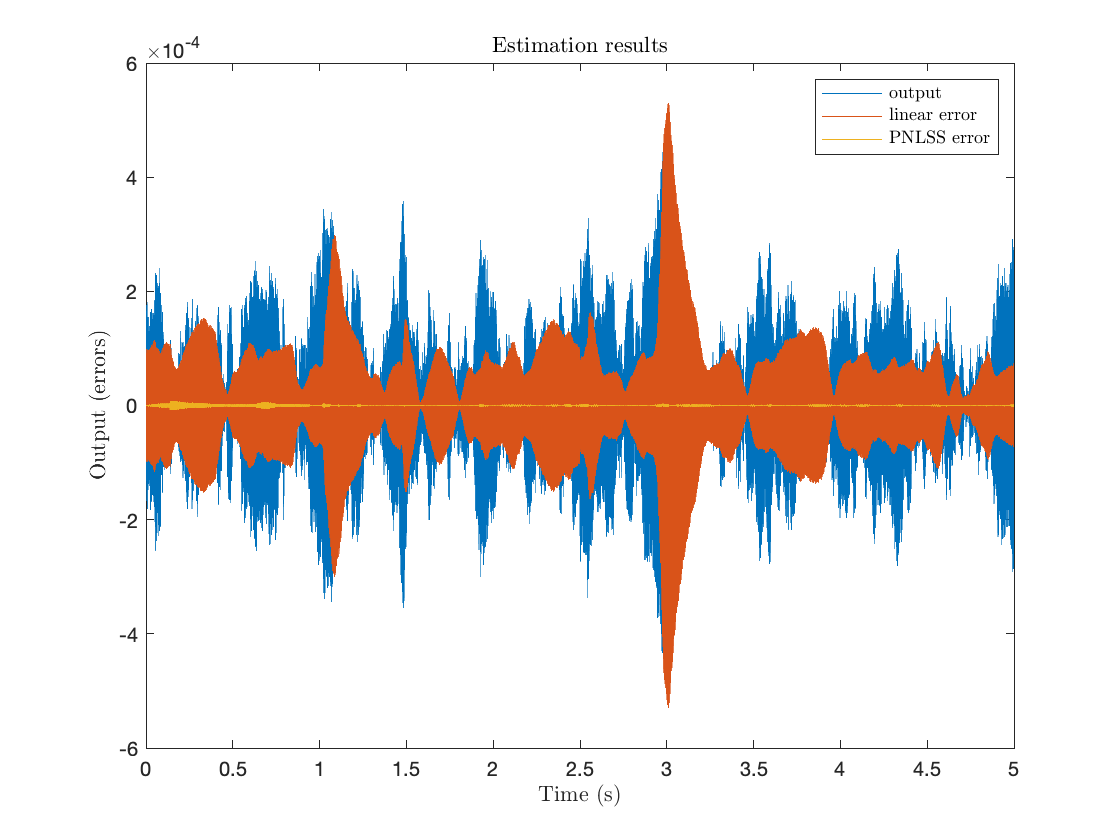 Estimation results
×10-4
6
4
2
0
-2
-4
-6
Output (errors)
output
linear error
PNLSS error
0 0.5 1 1.5 2 2.5 3 3.5 4 4.5 5
Time (s)